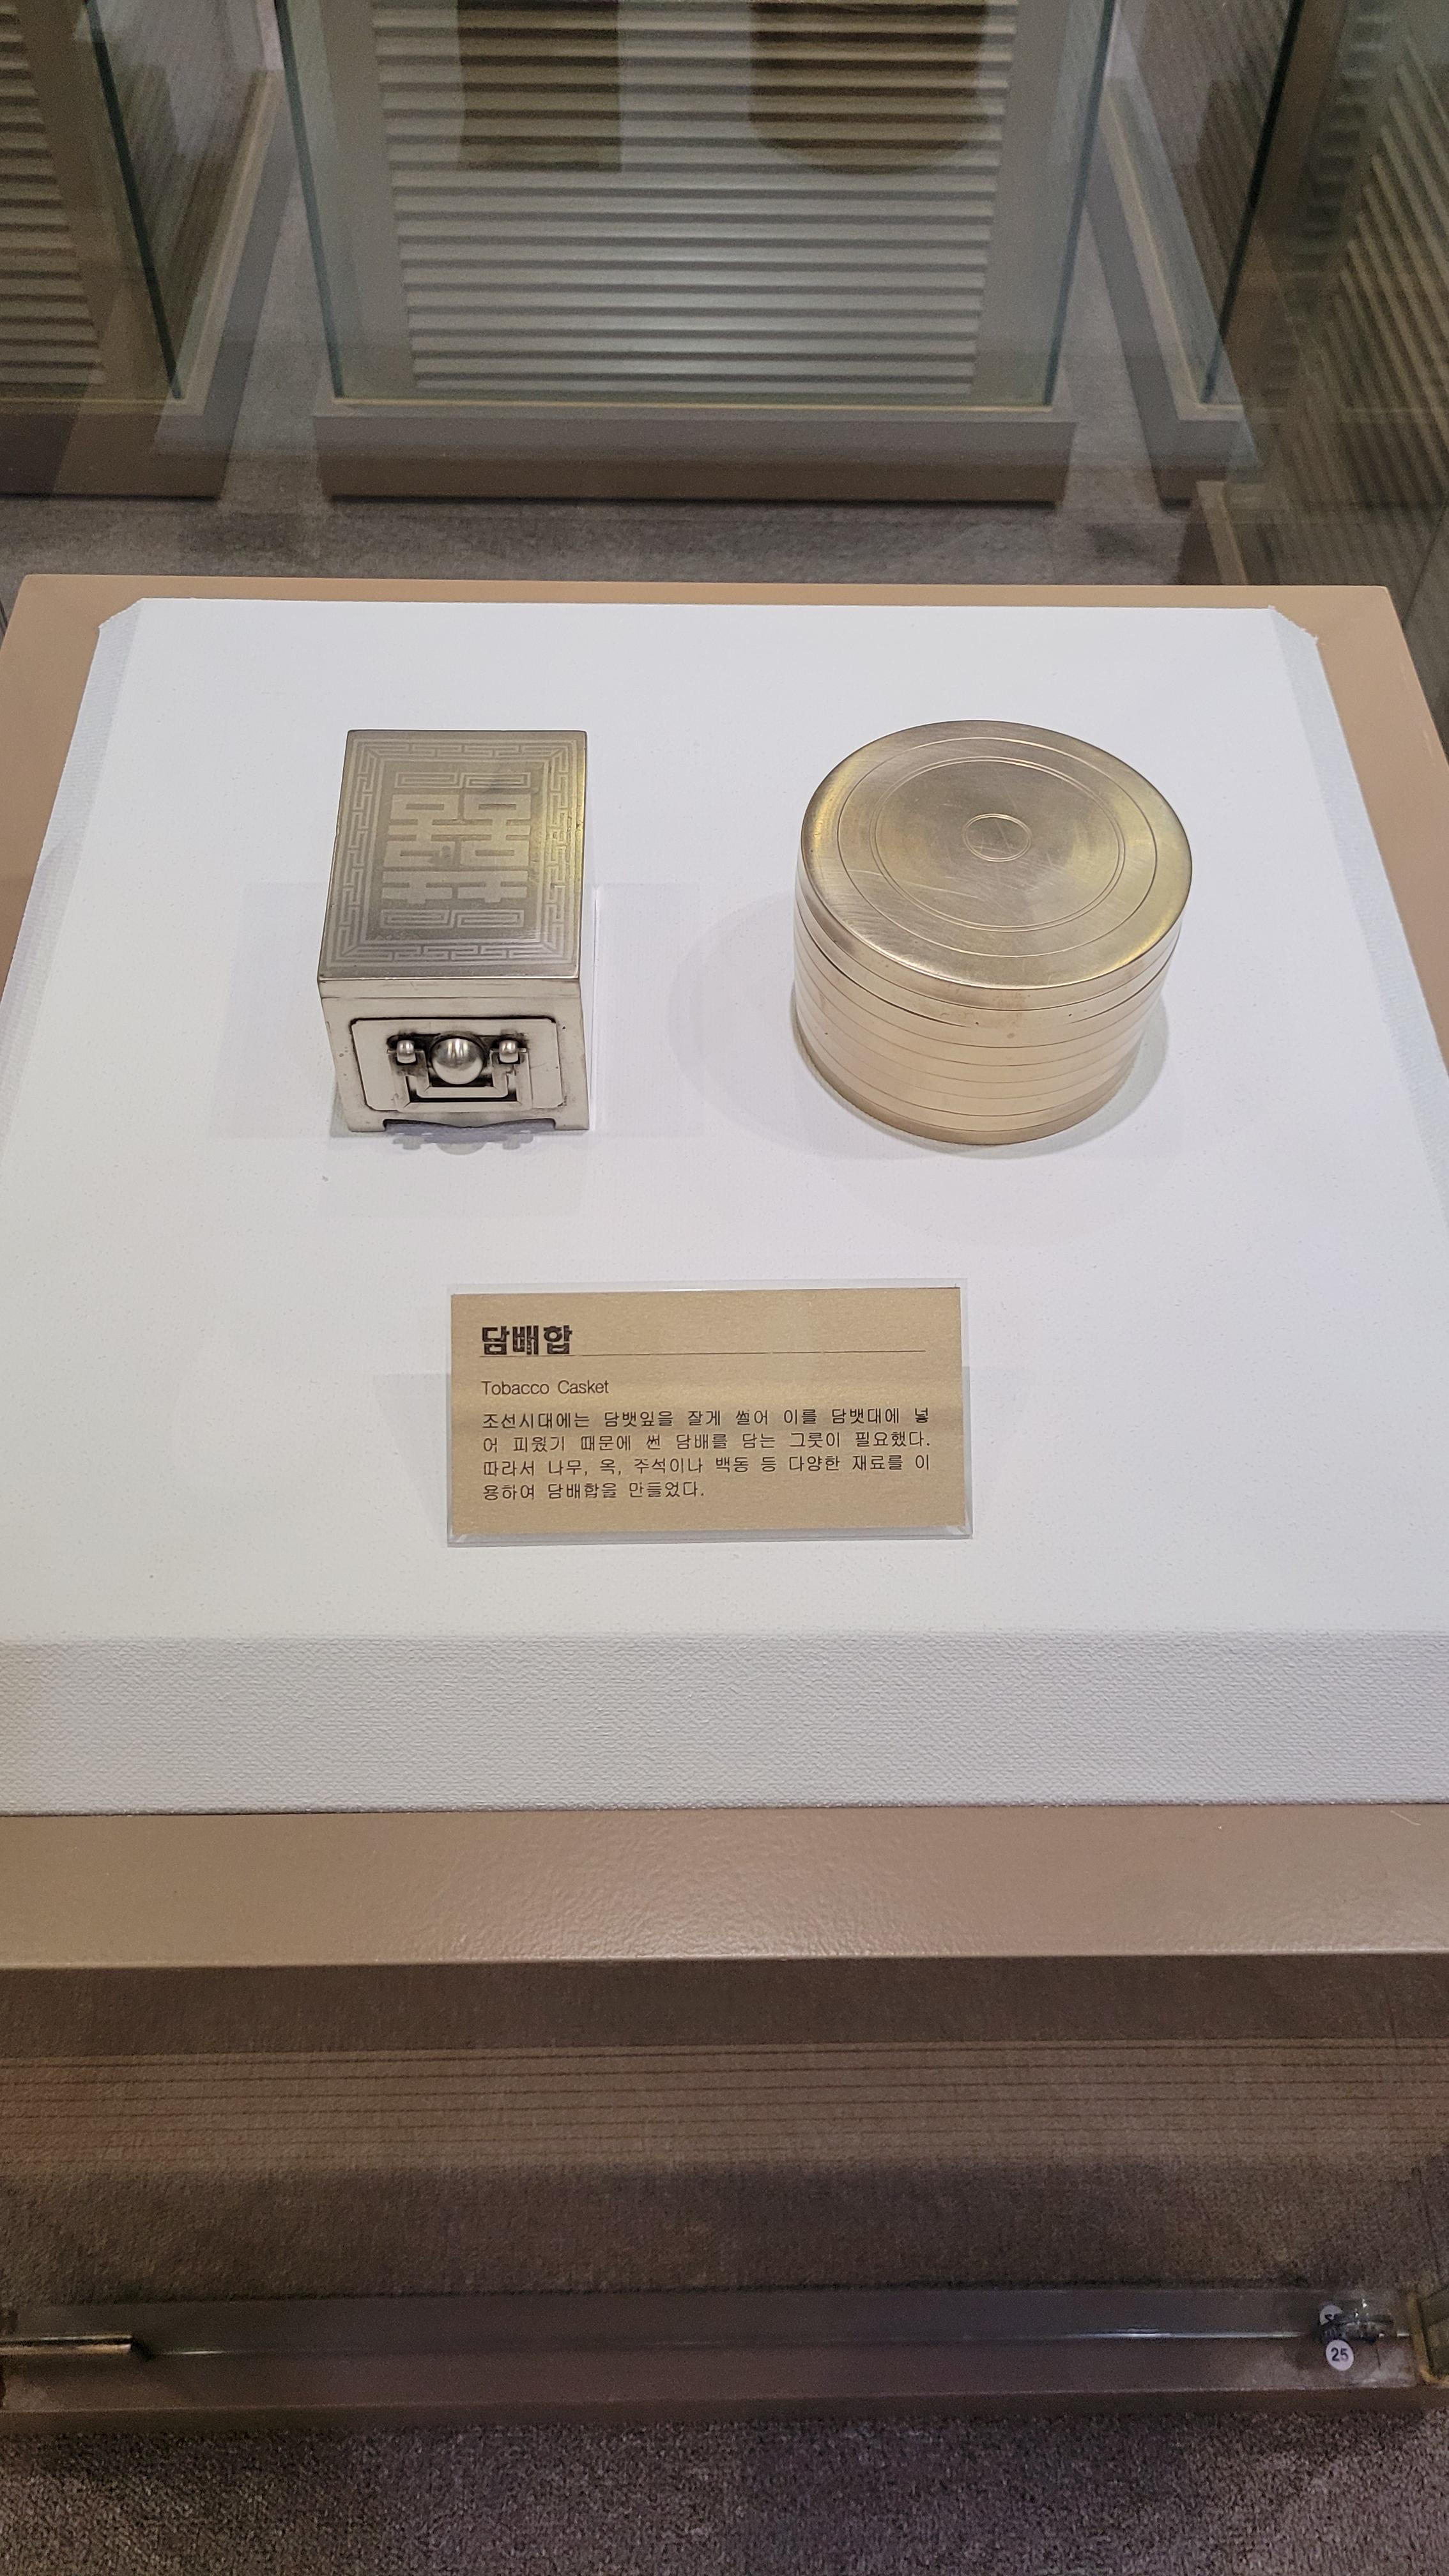 囍
담배합
Tobacco Casket
조선시대에는 담뱃잎을 잘게 썰어 이를 담뱃대에 넣
어 피웠기 때문에 썬 담배를 담는 그릇이 필요했다.
따라서 나무, 옥, 주석이나 백동 등 다양한 재료를 이
용하여 담배합을 만들었다.
25